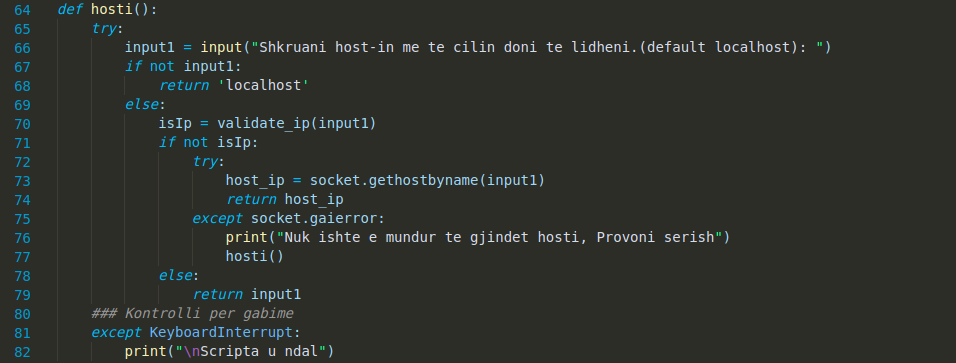 64 def hosti():
65 try:
66 input1 = input("Shkruani host-in me te cilin doni te lidheni.(default localhost): ")
67 if not input1:
68 return 'localhost'
69 else:
70 isIp = validate_ip(input1)
71 if not isIp:
72 try:
73 host_ip = socket.gethostbyname(input1)
74 return host_ip
75 except socket.gaierror:
76 print("Nuk ishte e mundur te gjindet hosti, Provoni serish")
77 hosti()
78 else:
79 return input1
80 ### Kontrolli per gabime
81 except KeyboardInterrupt:
82 print("\nScripta u ndal")